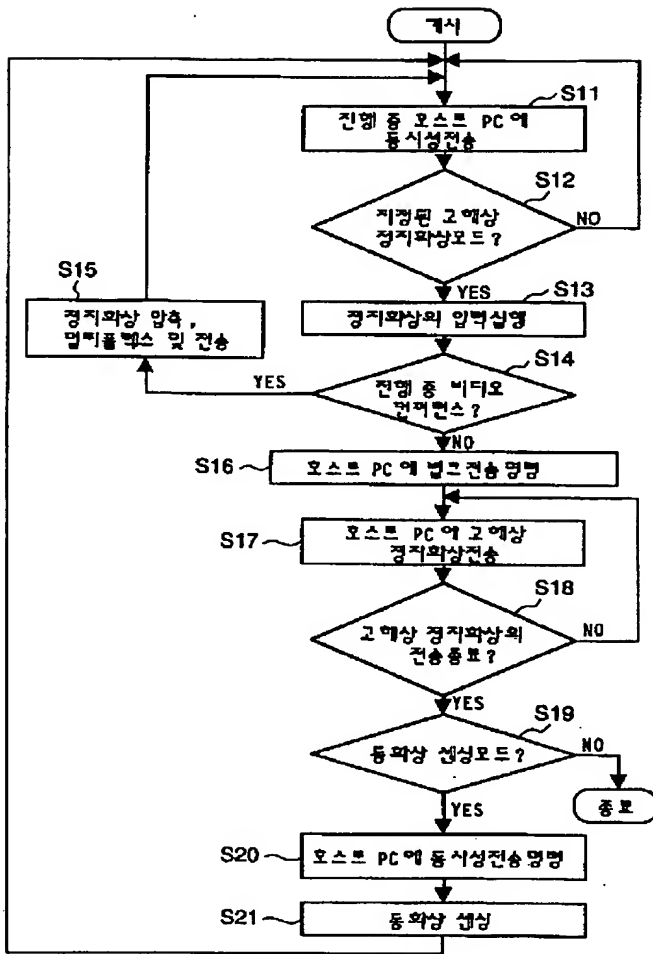 개시
S11
진행 중 호스트 PC에
동시성전송
S12
지정된 고해상
정지화상모드?
NO
YES
S13
정지화상의 압력실행
S14
진행 중 비디오
컨퍼런스?
YES
NO
S15
정지화상 압축,
멀티플렉스 및 전송
S16
호스트 PC에 벌크전송명령
S17
호스트 PC에 고해상
정지화상전송
S18
고해상 정지화상의
전송종료?
NO
YES
S19
동화상 센싱모드?
NO
종료
YES
S20
호스트 PC에 동시성전송명령
S21
동화상 센싱